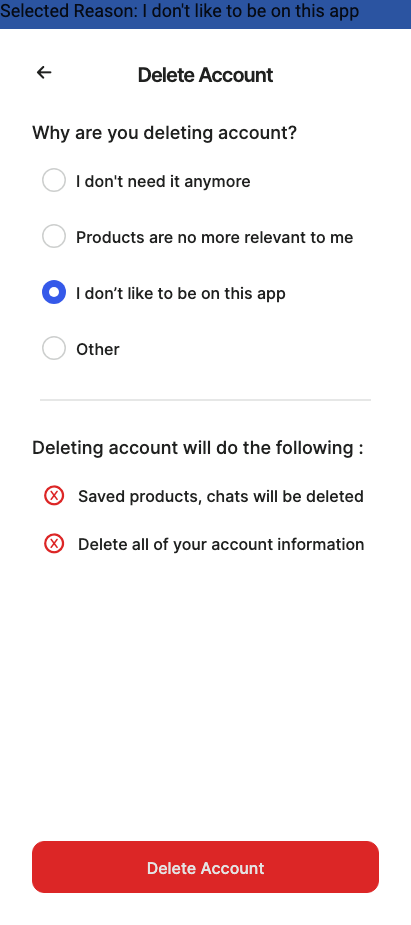 Selected Reason: I don't like to be on this app
Delete Account
Why are you deleting account?
I don't need it anymore
Products are no more relevant to me
I don’t like to be on this app
Other
Deleting account will do the following :
Saved products, chats will be deleted
Delete all of your account information
Delete Account